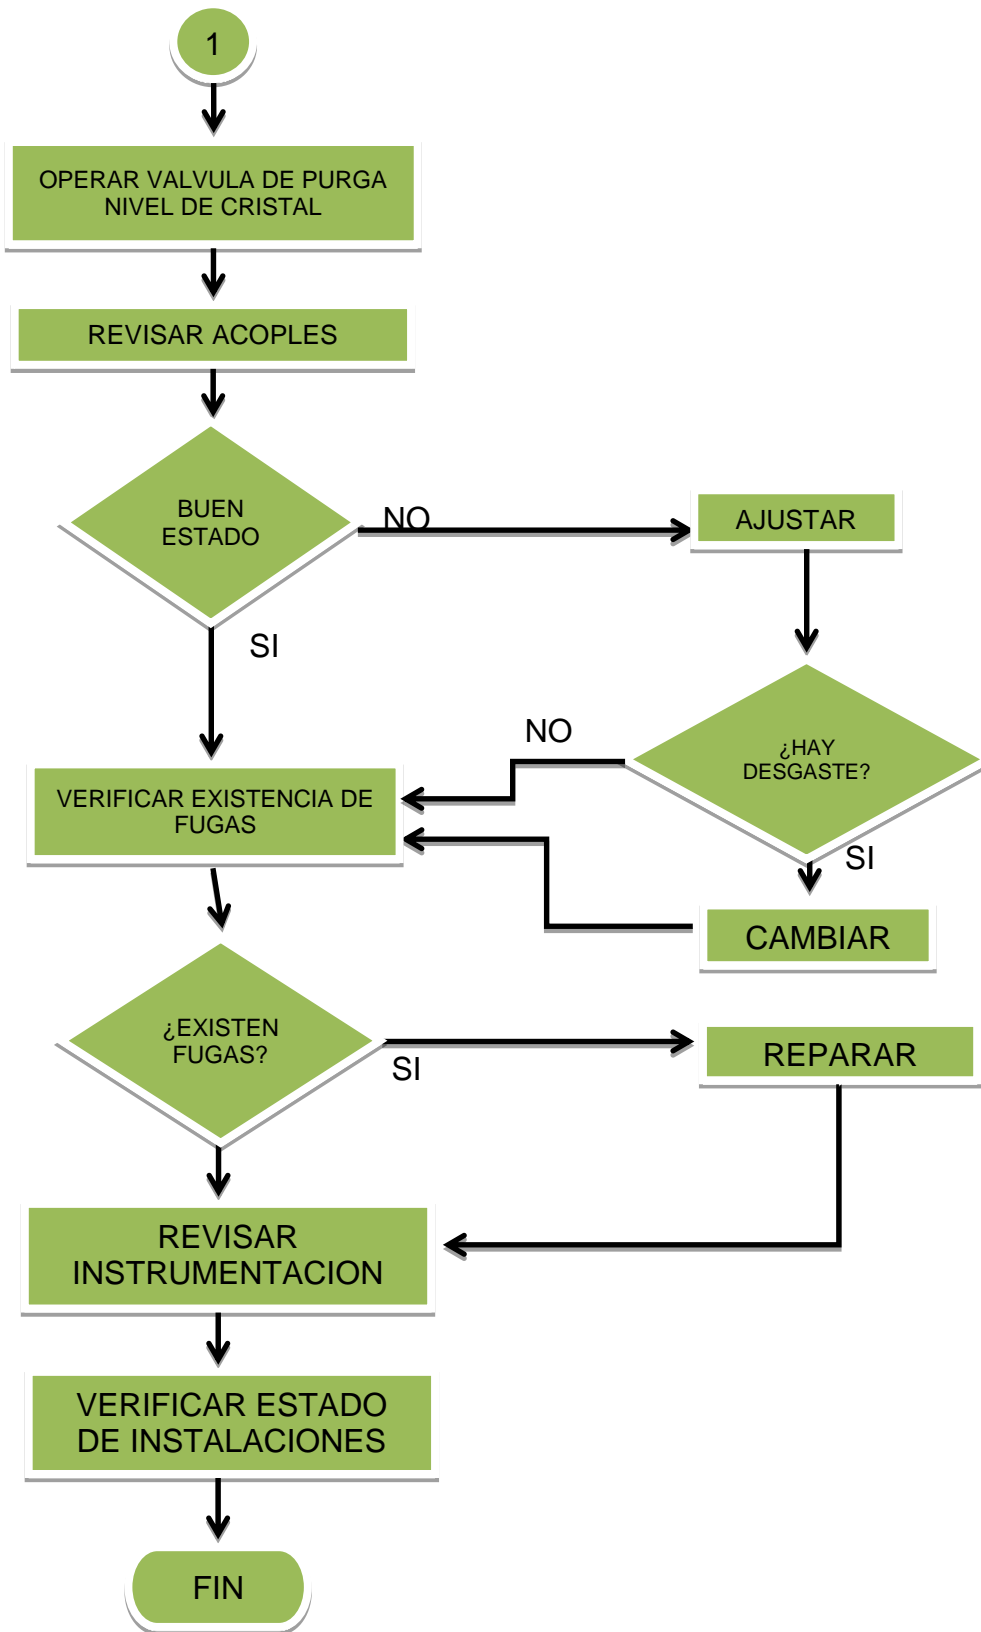 1
OPERAR VALVULA DE PURGA
NIVEL DE CRISTAL
REVISAR ACOPLES
BUEN
ESTADO
NO
AJUSTAR
SI
NO
¿HAY
DESGASTE?
VERIFICAR EXISTENCIA DE
FUGAS
SI
CAMBIAR
¿EXISTEN
FUGAS?
SI
REPARAR
REVISAR
INSTRUMENTACION
VERIFICAR ESTADO
DE INSTALACIONES
FIN